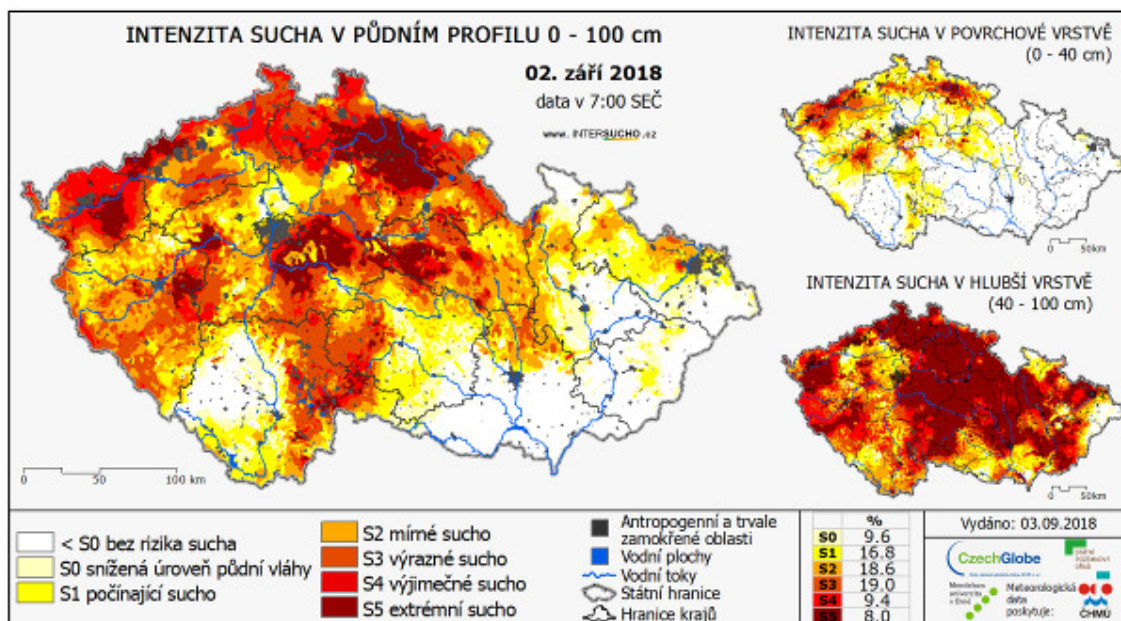 INTENZITA SUCHA V PŮDNÍM PROFILU 0 - 100 cm
02. září 2018
data v 7:00 SEČ
www.INTERSUCHO.cz
INTENZITA SUCHA V POVRCHOVÉ VRSTVĚ
(0 - 40 cm)
0 50km
INTENZITA SUCHA V HLUBŠÍ VRSTVĚ
(40 - 100 cm)
0 50km
0 50 100 km
< S0 bez rizika sucha
S0 snížená úroveň půdní vláhy
S1 počínající sucho
S2 mírné sucho
S3 výrazné sucho
S4 výjimečné sucho
S5 extrémní sucho
Antropogenní a trvale
zamokřené oblasti
Vodní plochy
Vodní toky
Státní hranice
Hranice krajů
%
S0 9.6
S1 16.8
S2 18.6
S3 19.0
S4 9.4
S5 8.0
Vydáno: 03.09.2018
CzechGlobe
Mendelova
univerzita
v Brně
Meteorologická
data
poskytuje:
ČHMÚ